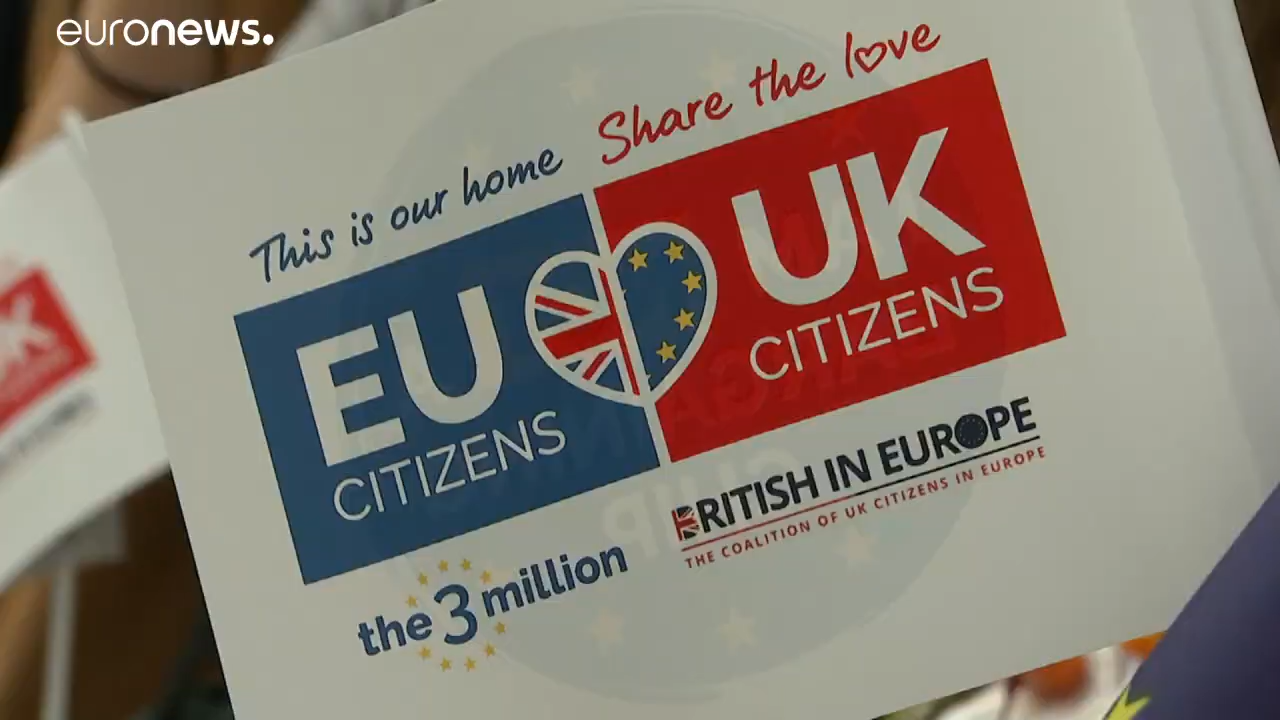 euronews.
This is our home
Share the love
EU
CITIZENS
UK
CITIZENS
the 3 million
BRITISH IN EUROPE
THE COALITION OF UK CITIZENS IN EUROPE